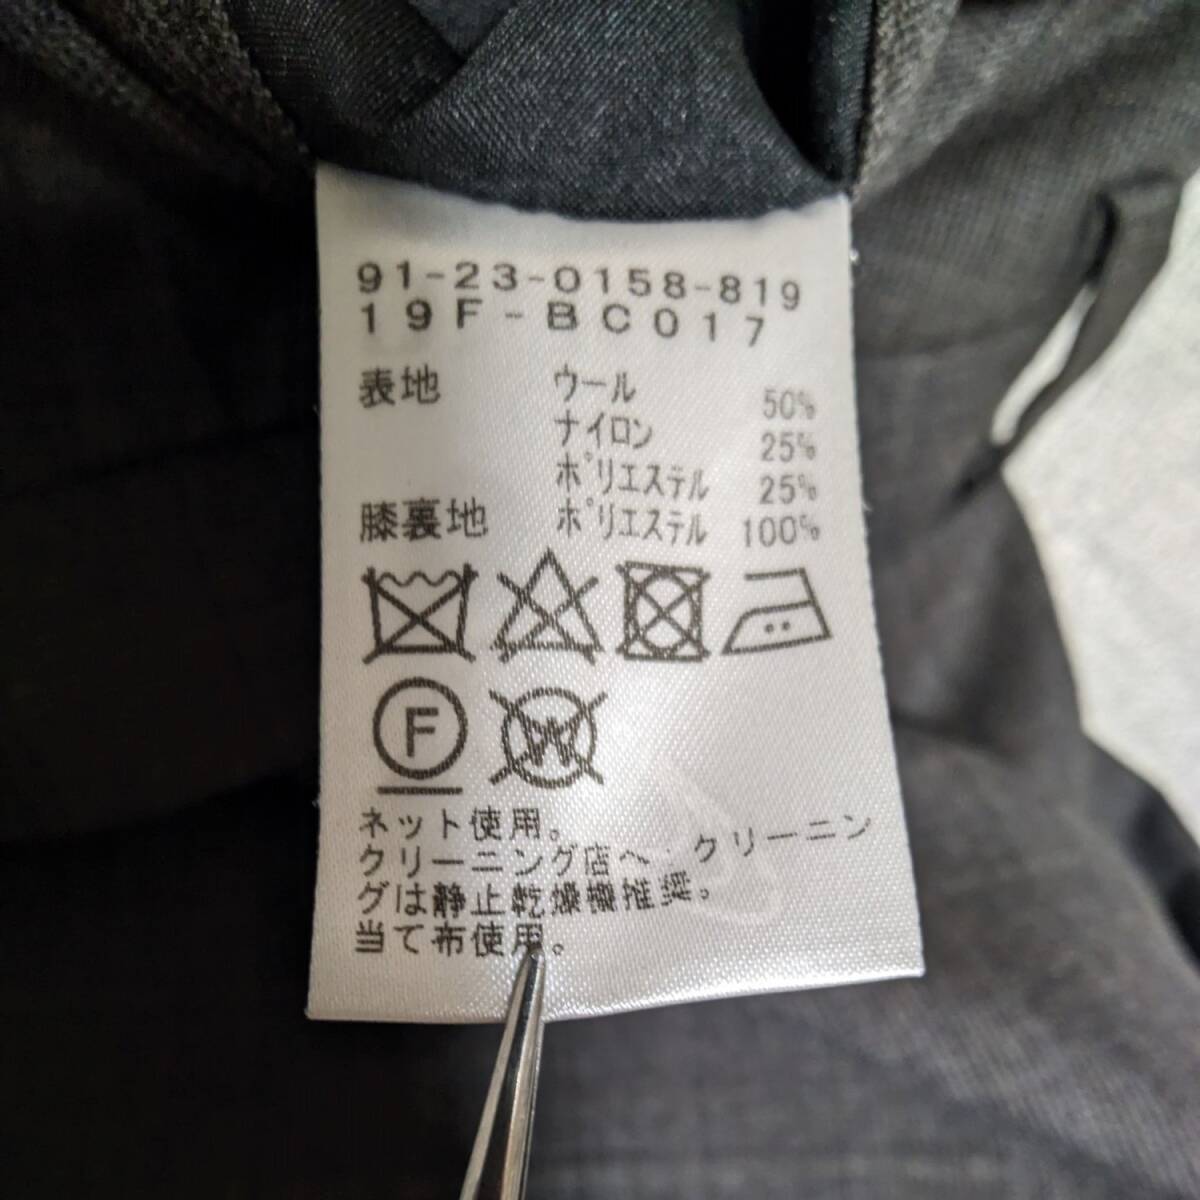 91-23-0158-819
19F-BC017
表地 ウール 50%
ナイロン 25%
ポリエステル 25%
膝裏地 ポリエステル 100%
F W
ネット使用。
クリーニング店へ・クリーニン
グは静止乾燥機推奨。
当て布使用。